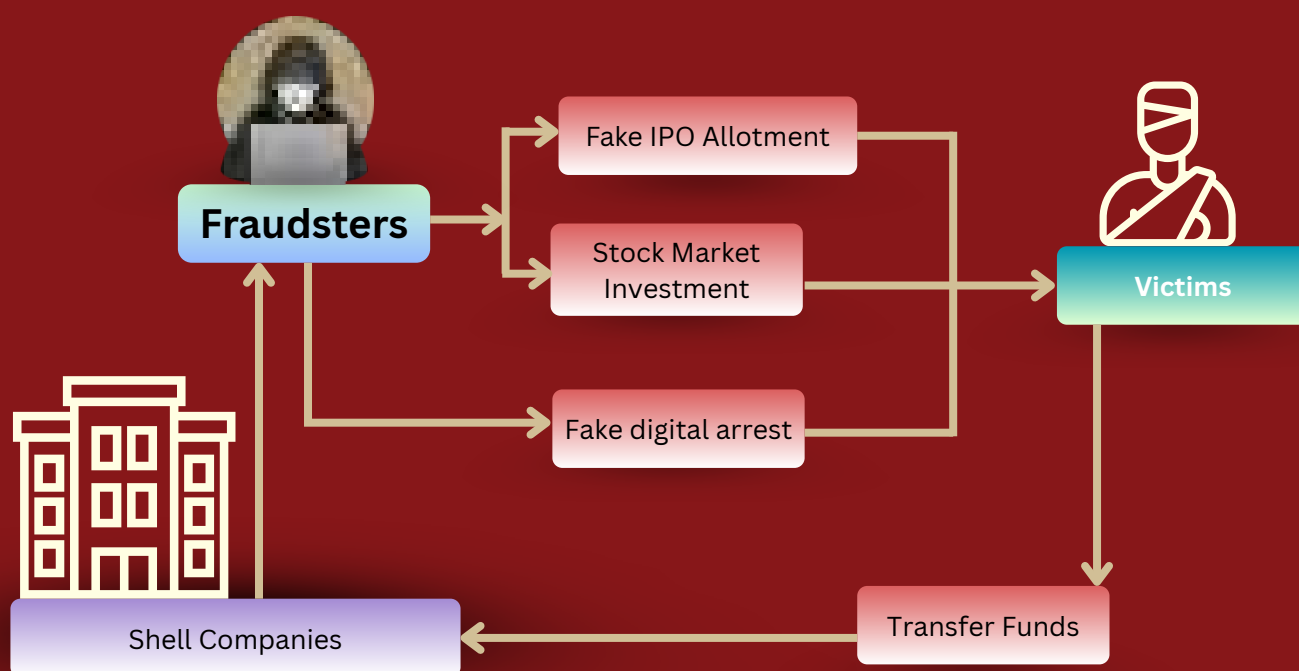 Fraudsters
Fake IPO Allotment
Stock Market
Investment
Fake digital arrest
Victims
Transfer Funds
Shell Companies